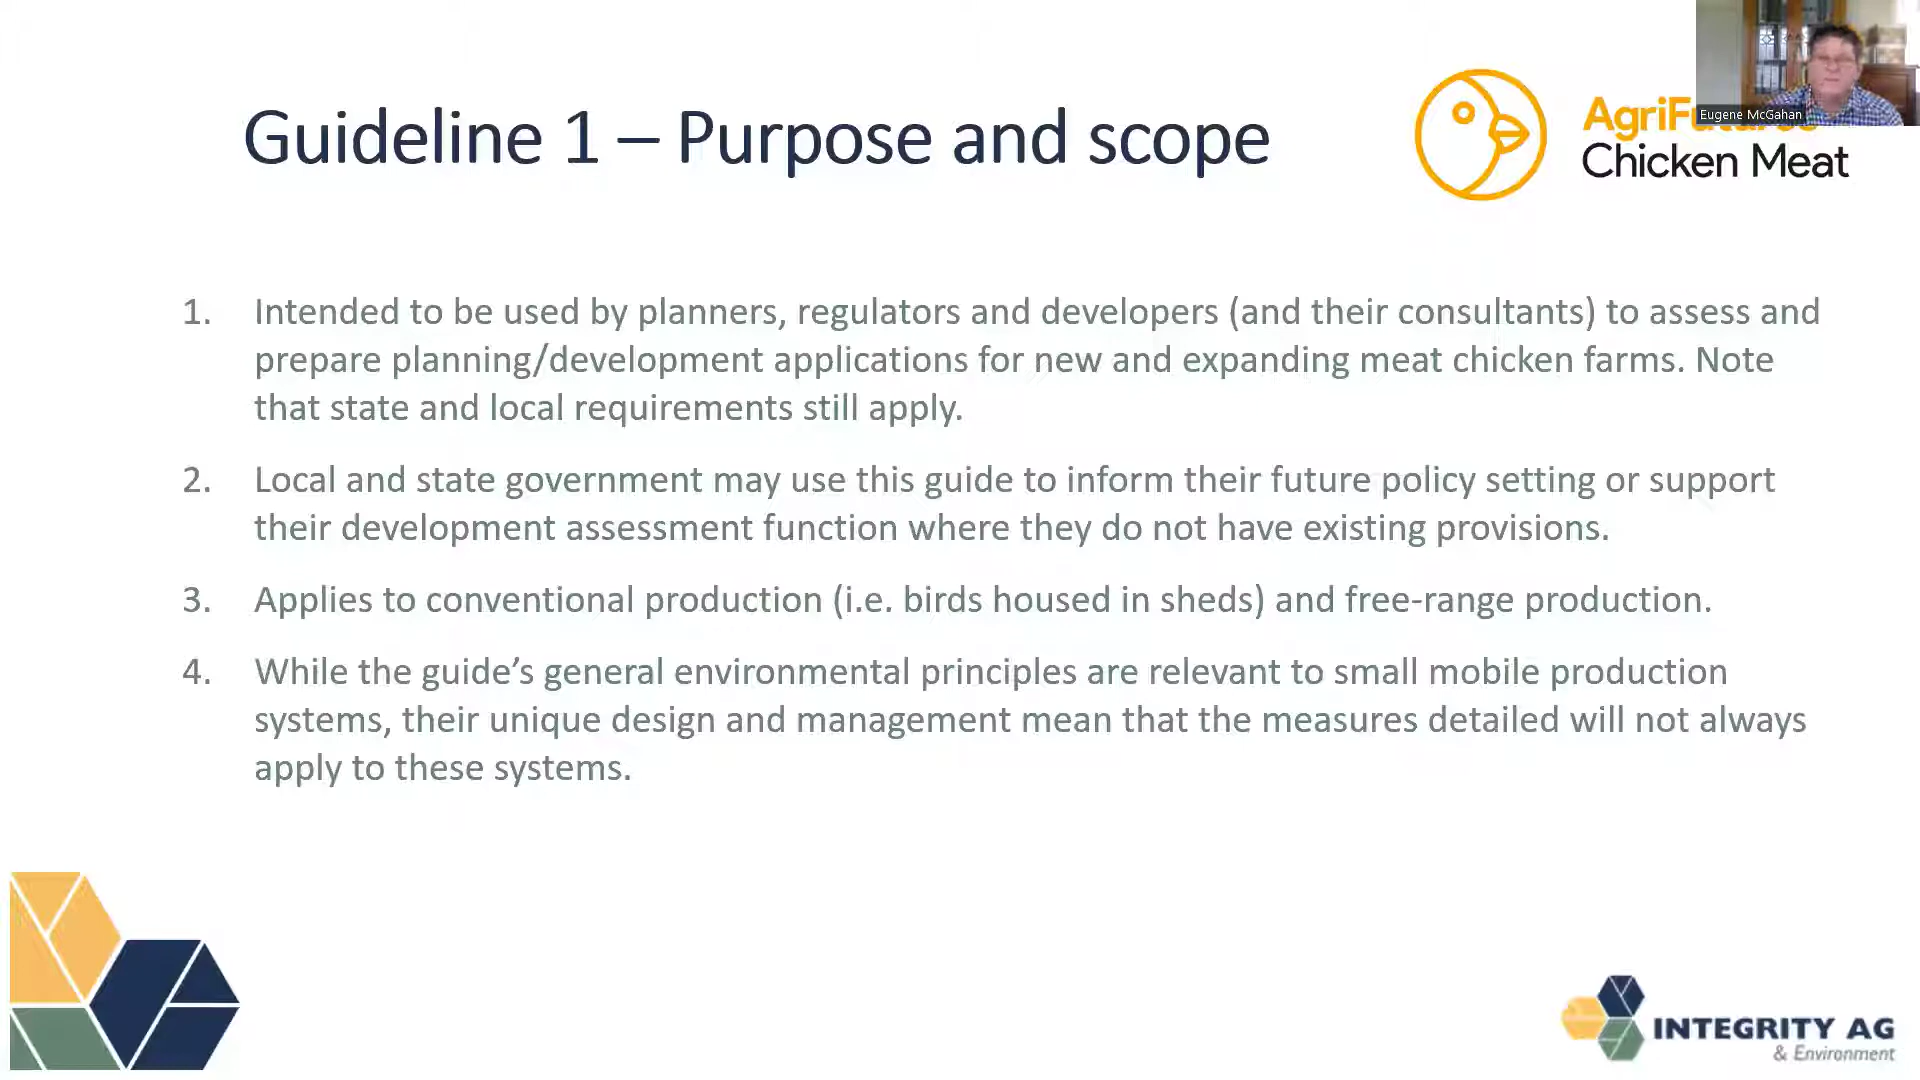 Eugene McGahan
Guideline 1 – Purpose and scope
Chicken Meat
1. Intended to be used by planners, regulators and developers (and their consultants) to assess and
prepare planning/development applications for new and expanding meat chicken farms. Note
that state and local requirements still apply.
2. Local and state government may use this guide to inform their future policy setting or support
their development assessment function where they do not have existing provisions.
3. Applies to conventional production (i.e. birds housed in sheds) and free-range production.
4. While the guide’s general environmental principles are relevant to small mobile production
systems, their unique design and management mean that the measures detailed will not always
apply to these systems.
INTEGRITY AG
& Environment